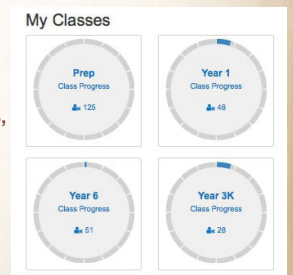 My Classes
Prep
Class Progress
125
Year 1
Class Progress
48
,
Year 6
Class Progress
51
Year 3K
Class Progress
28